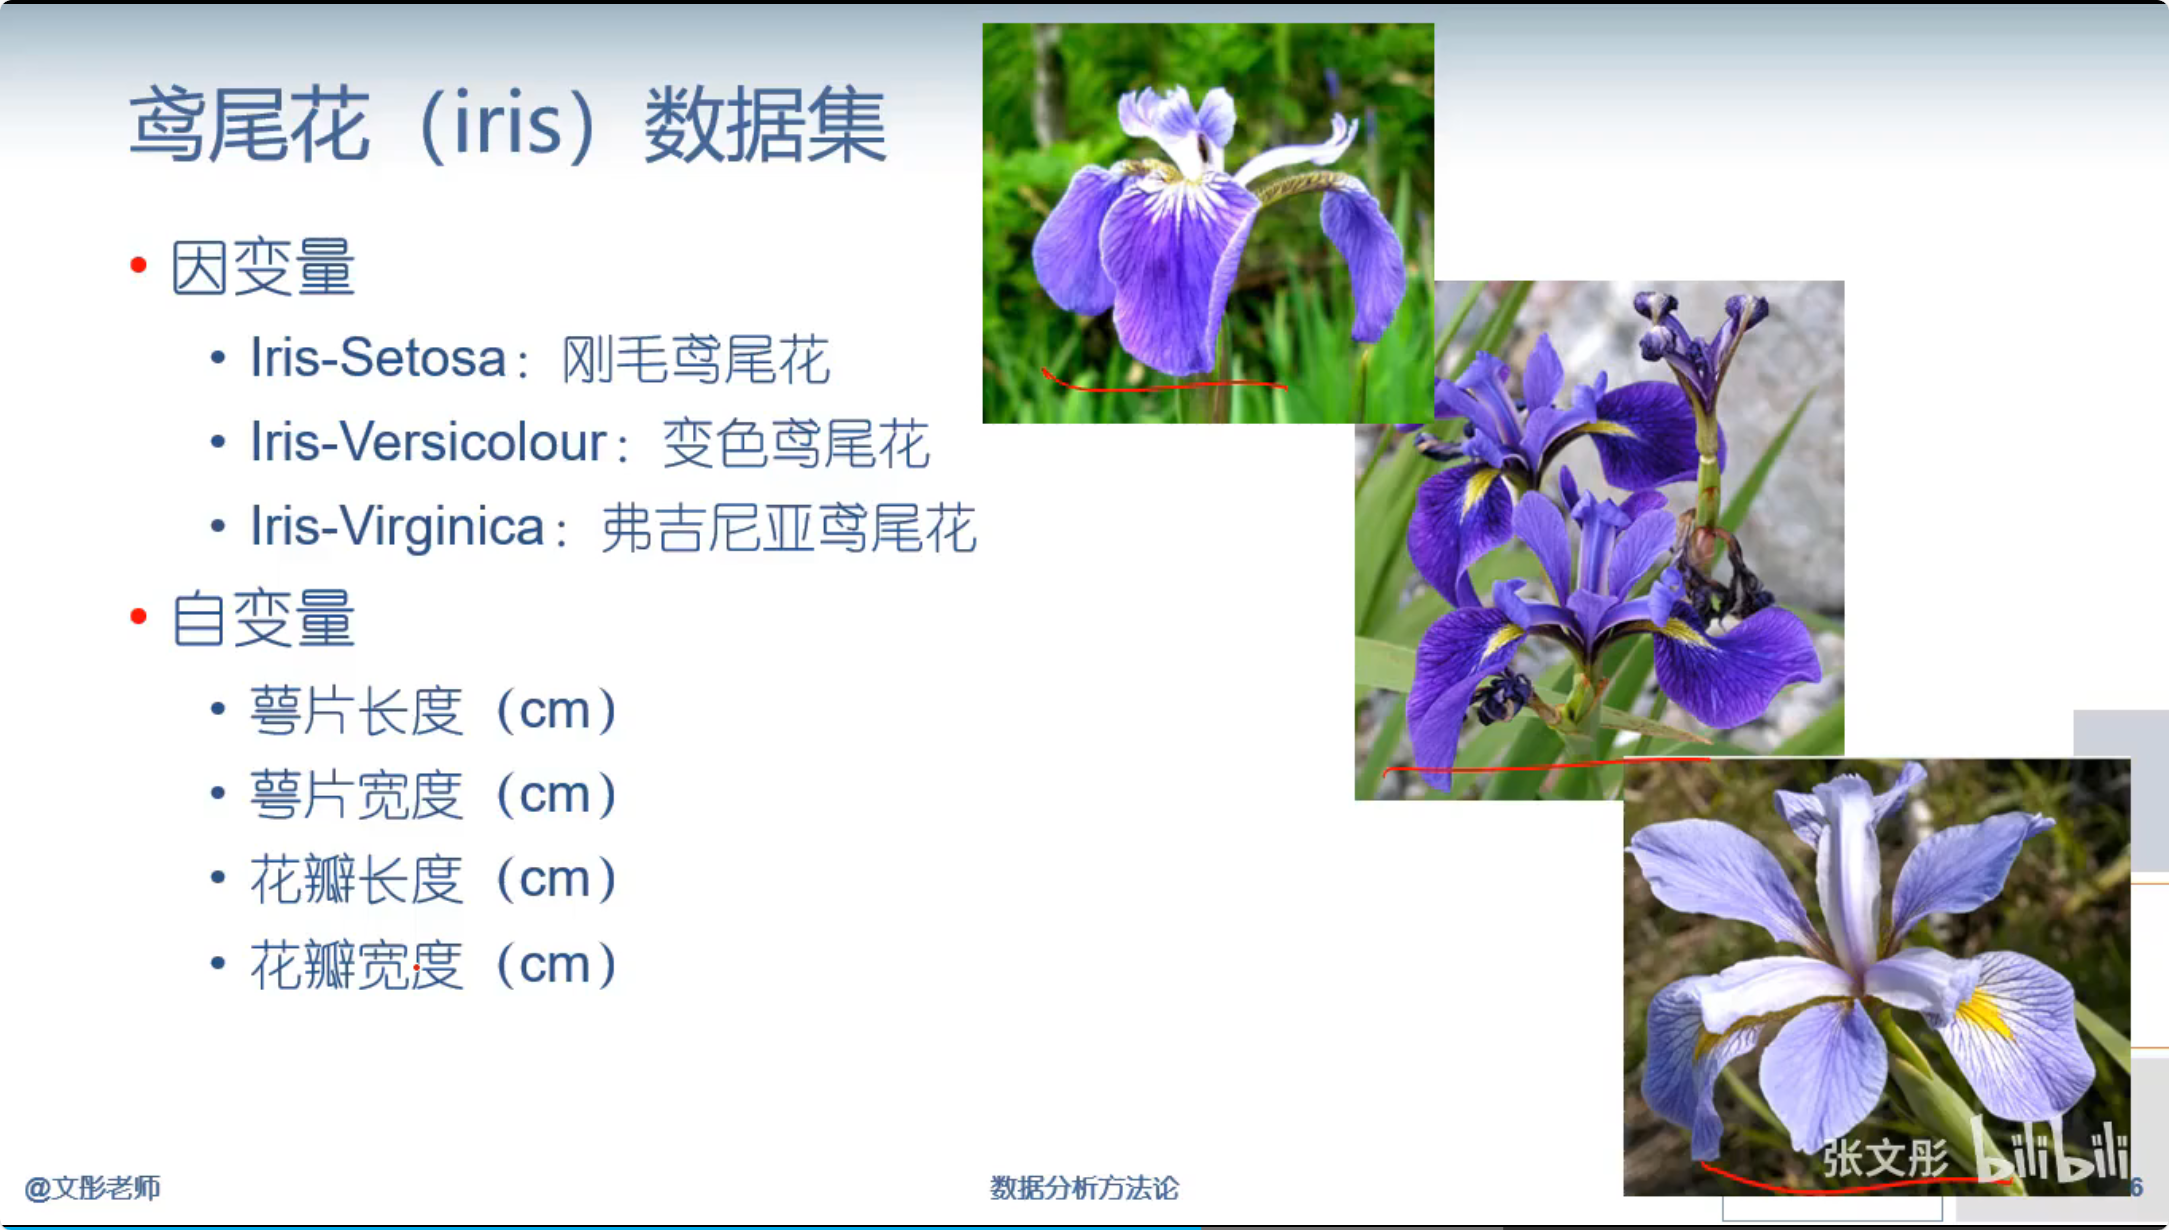 鸢尾花（iris）数据集
因变量
Iris-Setosa：刚毛鸢尾花
Iris-Versicolour：变色鸢尾花
Iris-Virginica：弗吉尼亚鸢尾花
自变量
萼片长度（cm）
萼片宽度（cm）
花瓣长度（cm）
花瓣宽度（cm）
张文彤 bilibili
@文彤老师
数据分析方法论
6